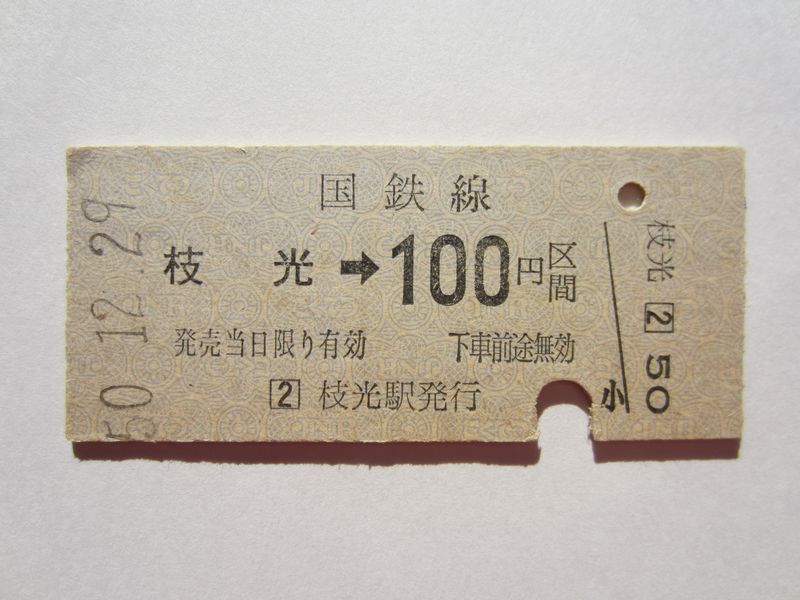 50.12.29
国鉄線
枝光➡100円区間
発売当日限り有効 下車前途無効
2 枝光駅発行
小
枝光 2 50